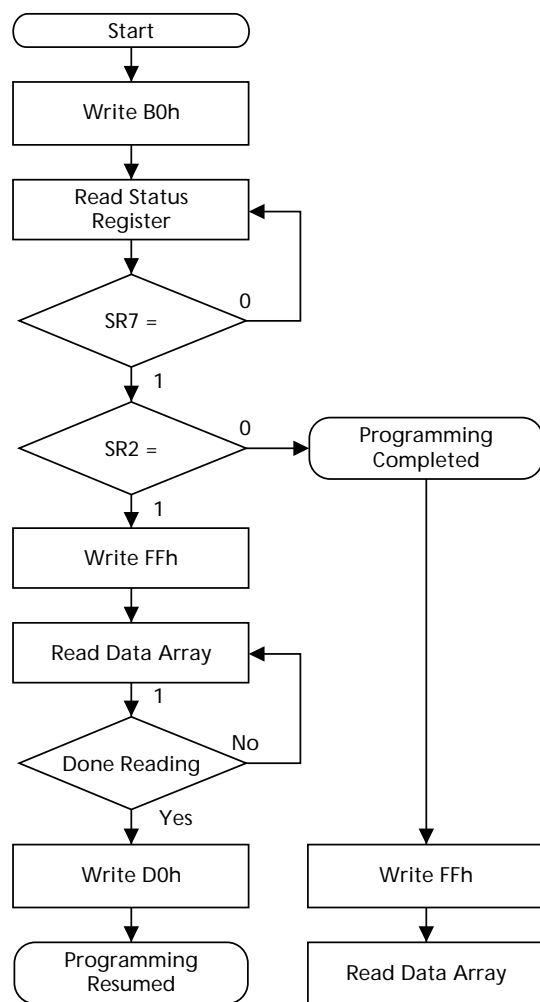 Start
Write B0h
Read Status
Register
0
SR7 =
1
0
SR2 =
Programming
Completed
1
Write FFh
Read Data Array
1
No
Done Reading
Yes
Write D0h
Write FFh
Programming
Resumed
Read Data Array